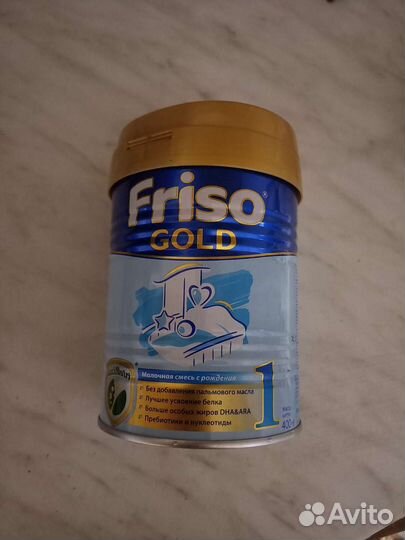 Friso®
GOLD
Молочная смесь с рождения
Без добавления пальмового масла
Лучшее усвоение белка
Больше особых жиров DHA&ARA
Пребиотики и нуклеотиды
1
400
Avito